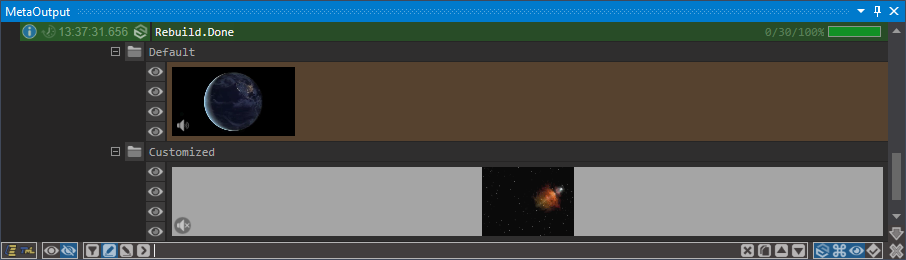 MetaOutput
13:37:31.656 Rebuild.Done 0/30/100%
Default
Customized